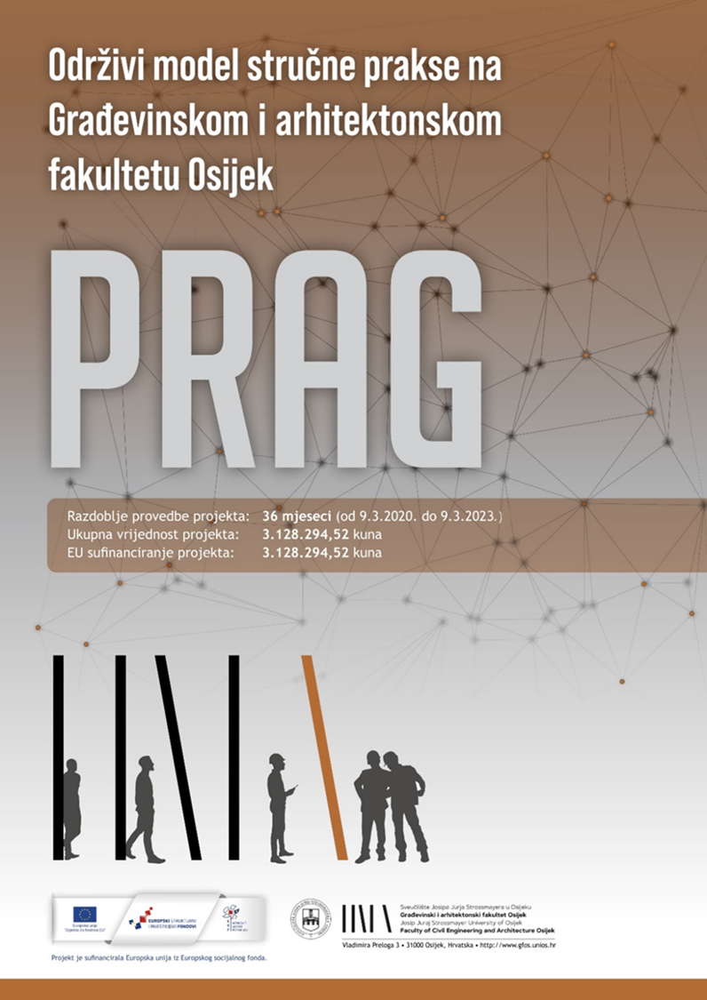 Održivi model stručne prakse na
Građevinskom i arhitektonskom
fakultetu Osijek
PRAG
Razdoblje provedbe projekta: 36 mjeseci (od 9.3.2020. do 9.3.2023.)
Ukupna vrijednost projekta: 3.128.294,52 kuna
EU sufinanciranje projekta: 3.128.294,52 kuna
Europska unija
"Zajedno do fondova EU"
EUROPSKI STRUKTURNI
I INVESTICIJSKI FONDOVI
Projekt je sufinancirala Europska unija iz Europskog socijalnog fonda.
Sveučilište Josipa Jurja Strossmayera u Osijeku
Građevinski i arhitektonski fakultet Osijek
Josip Juraj Strossmayer University of Osijek
Faculty of Civil Engineering and Architecture Osijek
Vladimira Preloga 3 • 31000 Osijek, Hrvatska • http://www.gfos.unios.hr